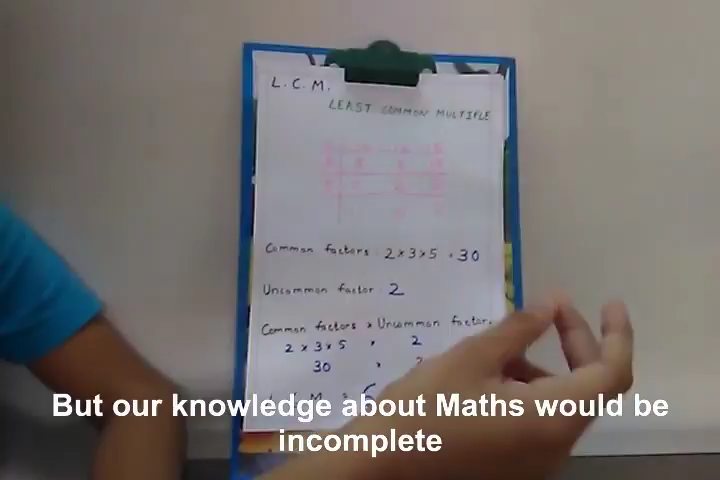 L.C.M.
LEAST COMMON MULTIPLE
Common factors: 2 × 3 × 5 = 30
Uncommon factor: 2
Common factors × Uncommon factor.
2 × 3 × 5 × 2
30 ×
But our knowledge about Maths would be
incomplete